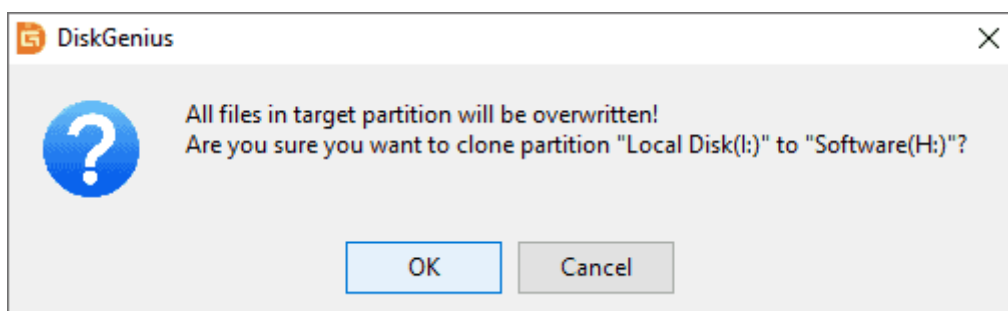 DiskGenius
All files in target partition will be overwritten!
Are you sure you want to clone partition "Local Disk(I:)" to "Software(H:)"?
OK
Cancel